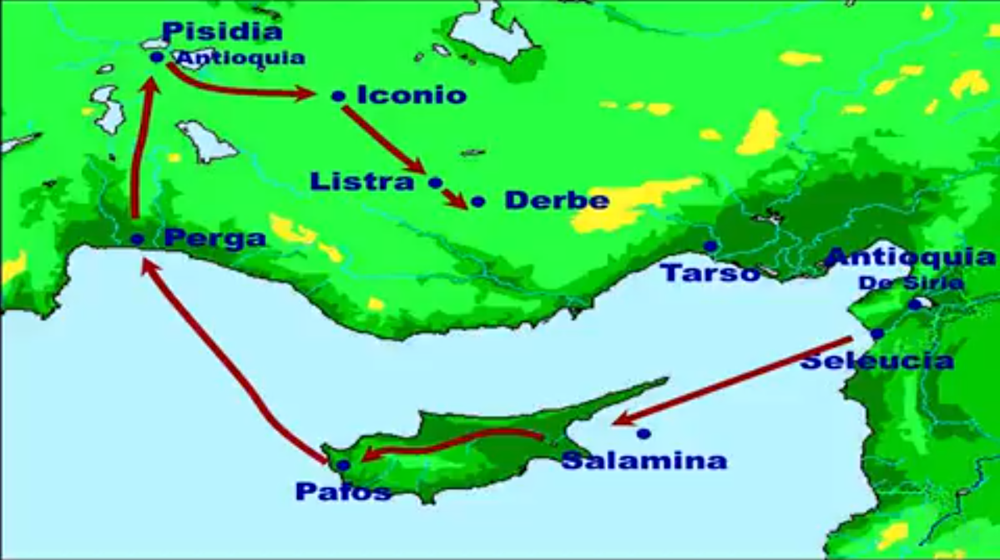 Pisidia
Antioquia
Iconio
Listra
Derbe
Perga
Antioquia
Tarso
De Siria
Seleucia
Salamina
Pafos